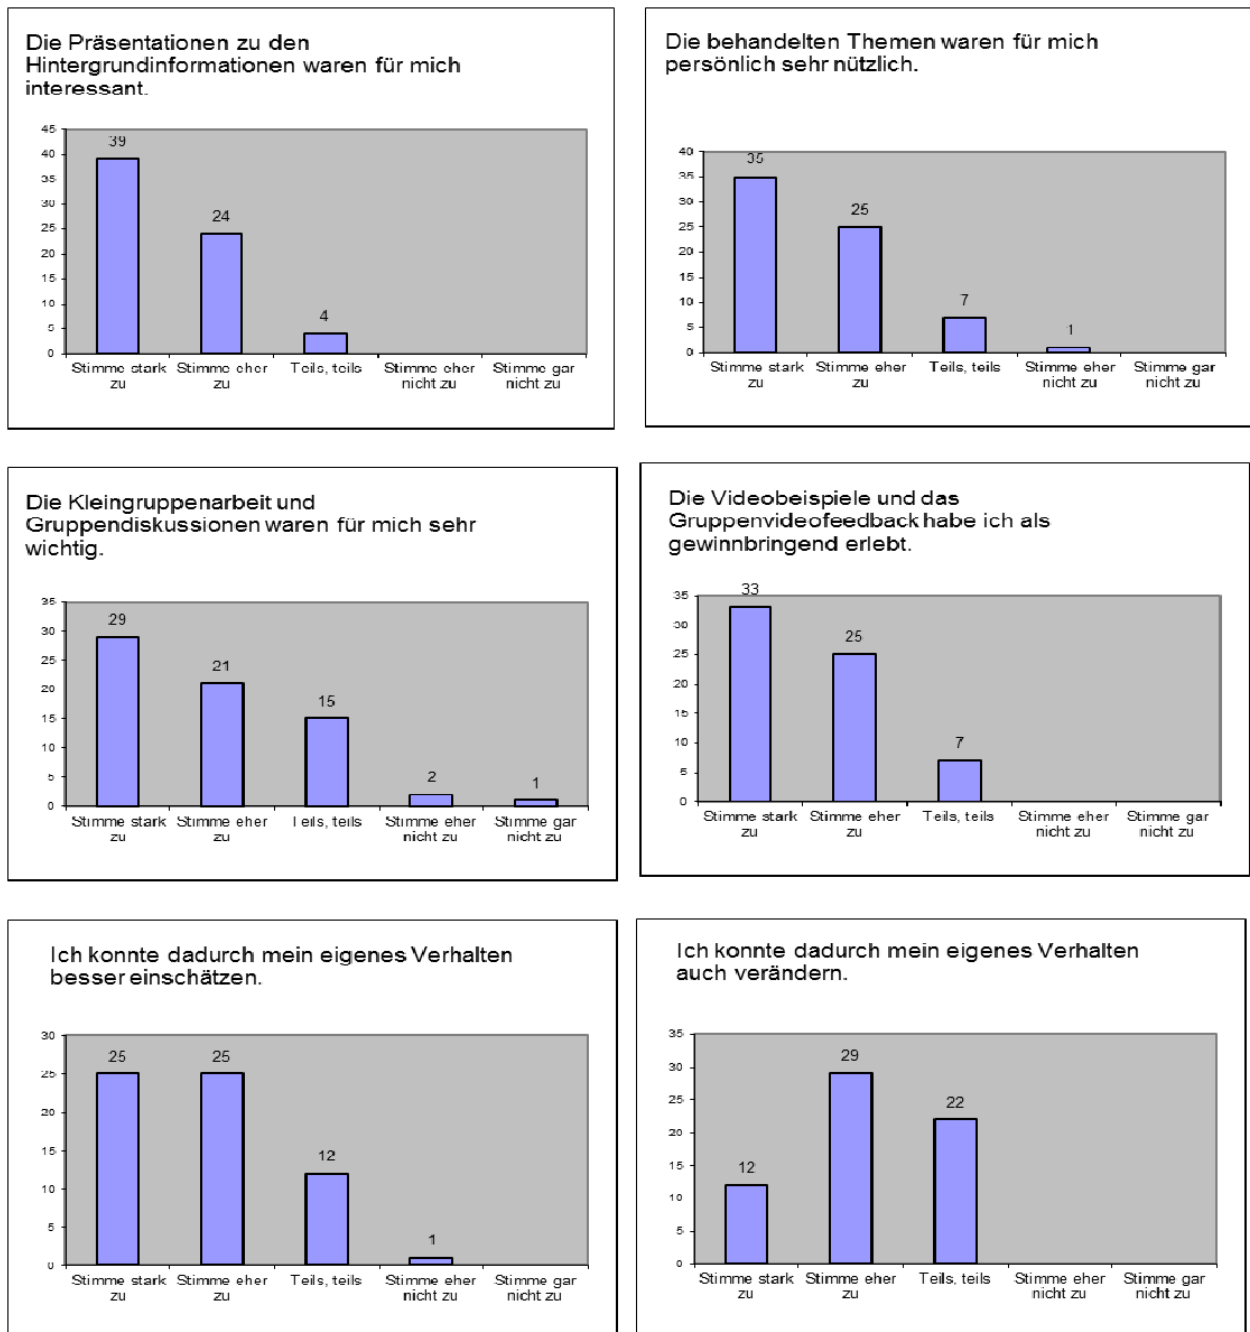 Die Präsentationen zu den
Hintergrundinformationen waren für mich
interessant.
45
40
35
30
25
20
15
10
5
0
39
24
4
Stimme stark zu
Stimme eher zu
Teils, teils
Stimme eher nicht zu
Stimme gar nicht zu
Die behandelten Themen waren für mich
persönlich sehr nützlich.
40
35
30
25
20
15
10
5
0
35
25
7
1
Stimme stark zu
Stimme eher zu
Teils, teils
Stimme eher nicht zu
Stimme gar nicht zu
Die Kleingruppenarbeit und
Gruppendiskussionen waren für mich sehr
wichtig.
35
30
25
20
15
10
5
0
29
21
15
2
1
Stimme stark zu
Stimme eher zu
Teils, teils
Stimme eher nicht zu
Stimme gar nicht zu
Die Videobeispiele und das
Gruppenvideofeedback habe ich als
gewinnbringend erlebt.
35
30
25
20
15
10
5
0
33
25
7
Stimme stark zu
Stimme eher zu
Teils, teils
Stimme eher nicht zu
Stimme gar nicht zu
Ich konnte dadurch mein eigenes Verhalten
besser einschätzen.
30
25
20
15
10
5
0
25
25
12
1
Stimme stark zu
Stimme eher zu
Teils, teils
Stimme eher nicht zu
Stimme gar nicht zu
Ich konnte dadurch mein eigenes Verhalten
auch verändern.
35
30
25
20
15
10
5
0
12
29
22
Stimme stark zu
Stimme eher zu
Teils, teils
Stimme eher nicht zu
Stimme gar nicht zu